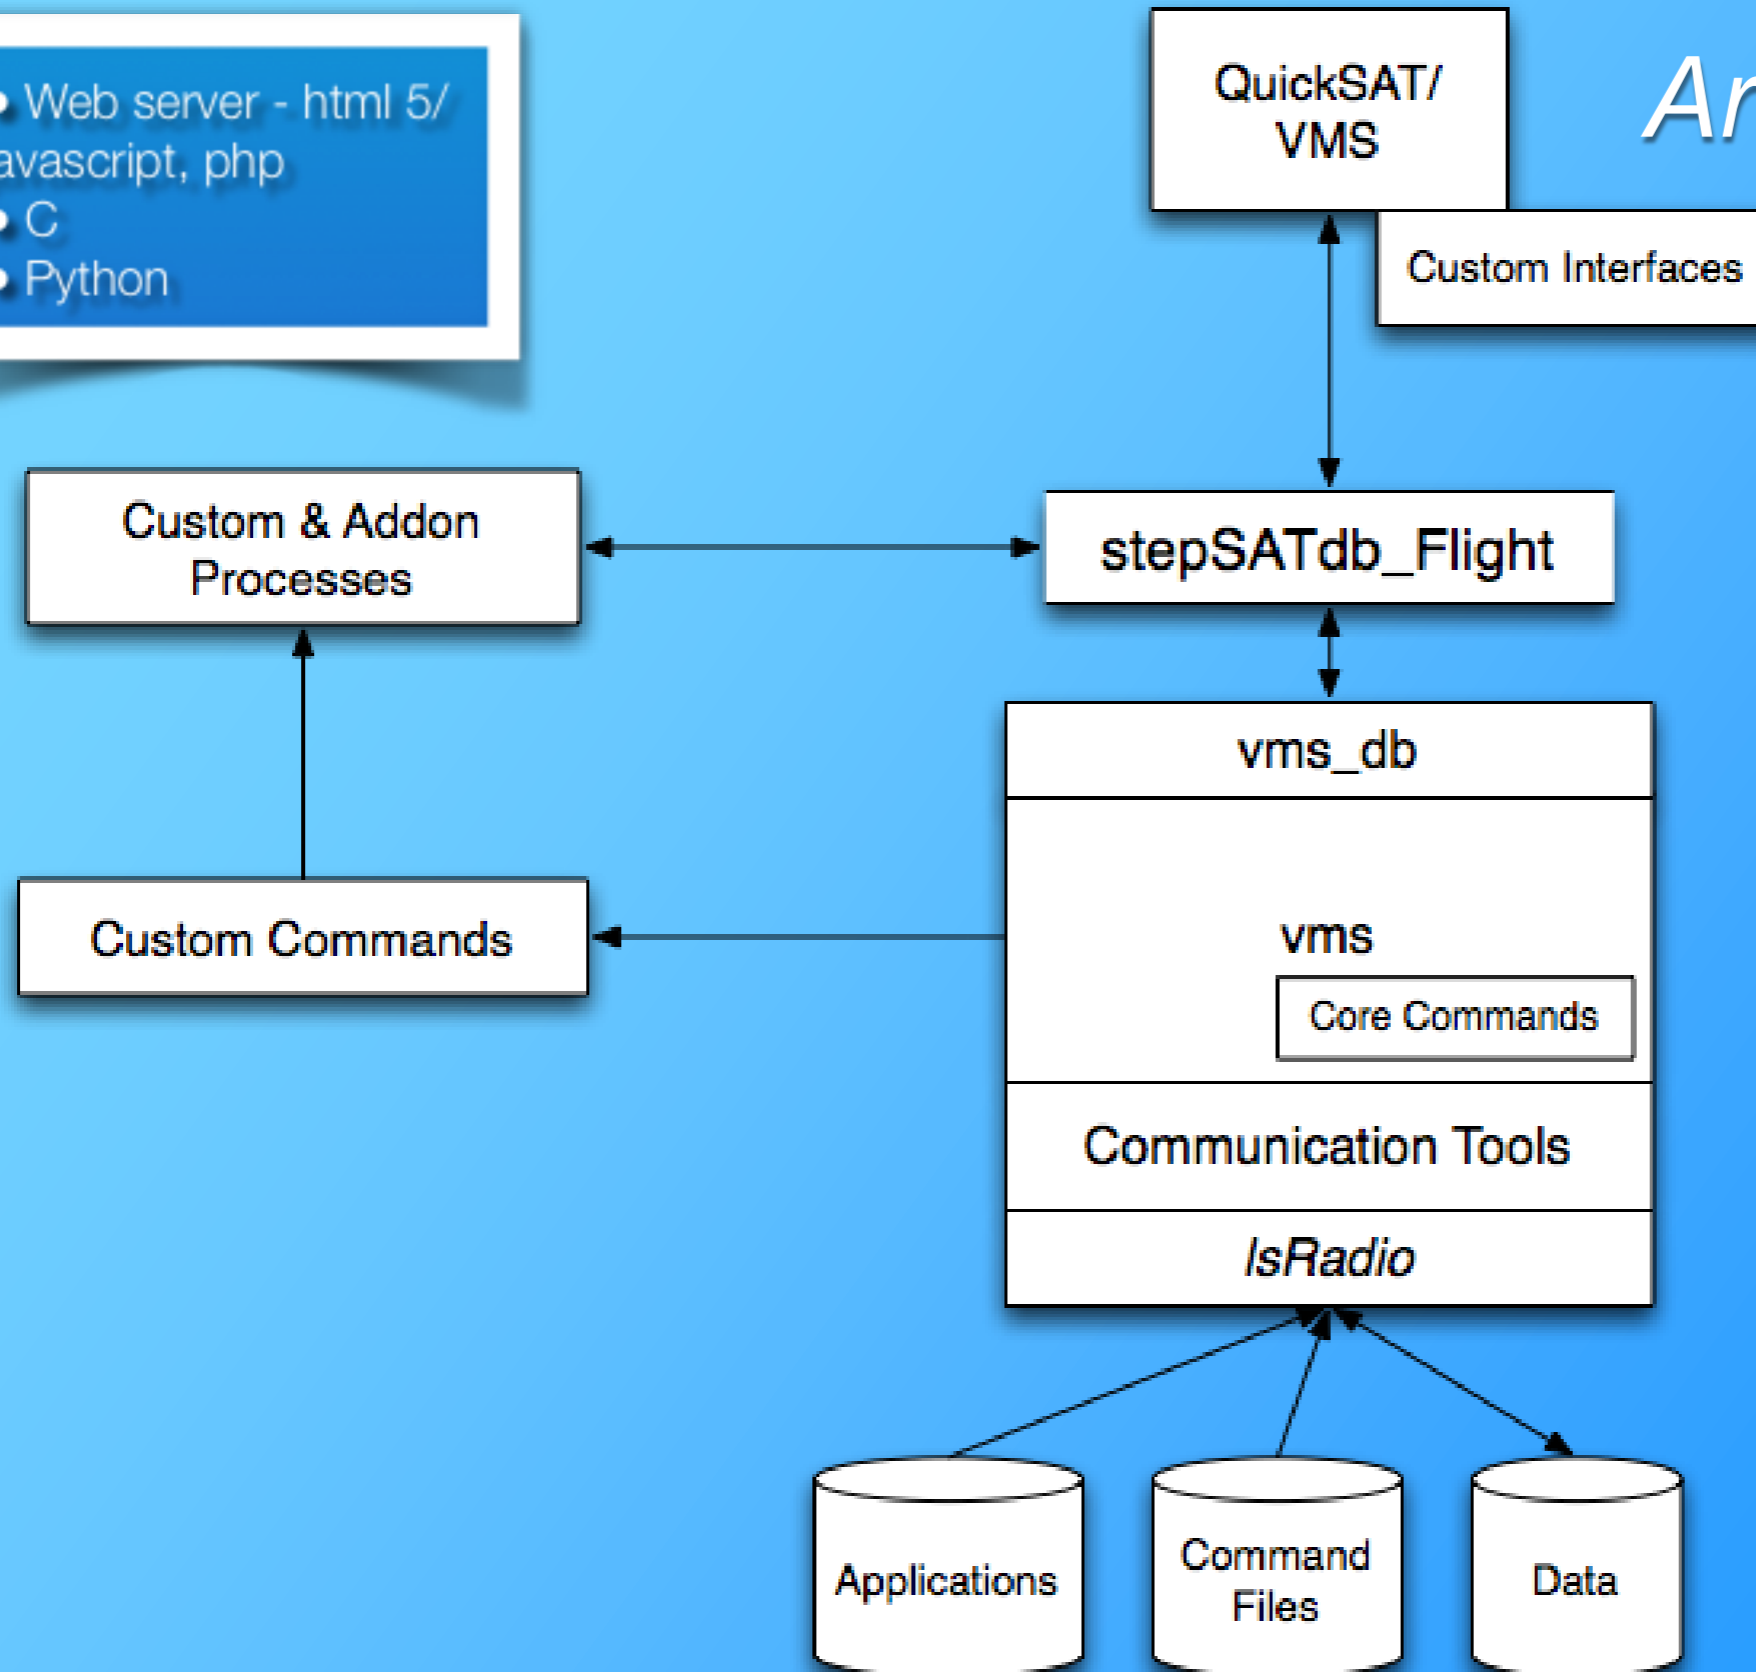 • Web server - html 5/
avascript, php
• C
• Python
QuickSAT/
VMS
Ar
Custom Interfaces
Custom & Addon
Processes
stepSATdb_Flight
vms_db
Custom Commands
vms
Core Commands
Communication Tools
lsRadio
Applications
Command
Files
Data